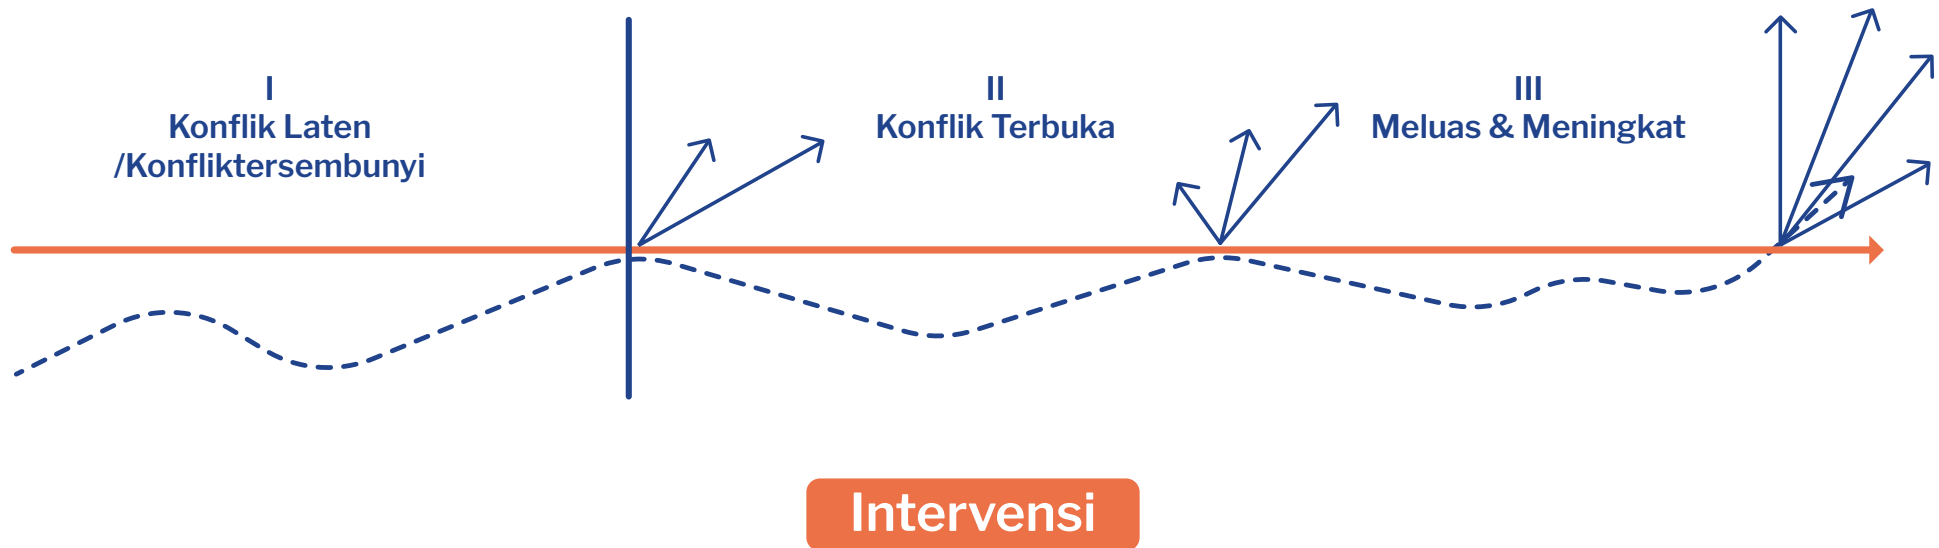 I
Konflik Laten
/Konfliktersembunyi
II
Konflik Terbuka
III
Meluas & Meningkat
Intervensi